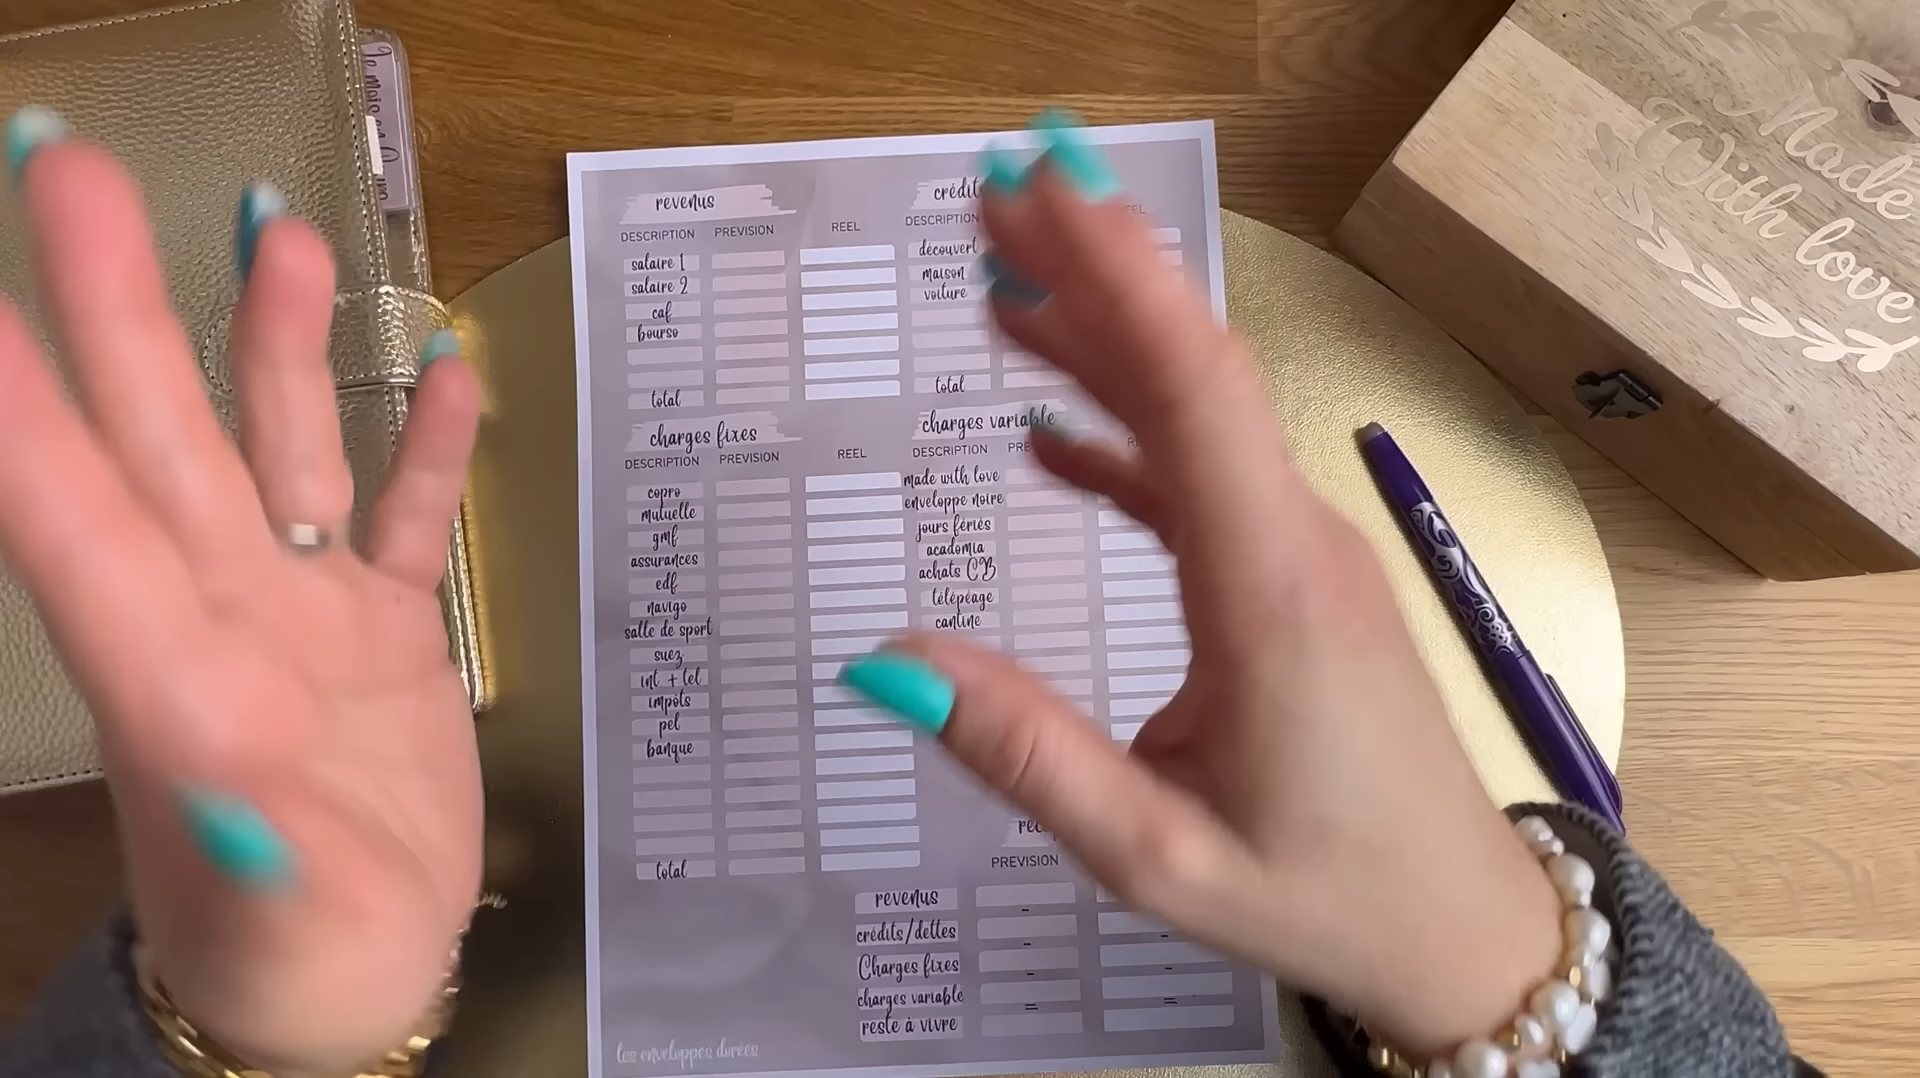 revenus
DESCRIPTION PREVISION REEL
salaire 1
salaire 2
caf
bourso
total
crédit
DESCRIPTION
découvert
maison
voiture
total
charges fixes
DESCRIPTION PREVISION REEL
copro
mutuelle
gmf
assurances
edf
navigo
salle de sport
suez
int + tel
impôts
pel
banque
total
charges variable
DESCRIPTION PRE
made with love
enveloppe noire
jours fériés
academia
achats CB
télépéage
cantine
PREVISION
revenus
-
crédits/dettes
- -
Charges fixes
- -
charges variable
= =
reste à vivre
les enveloppes dorées
Made
With love